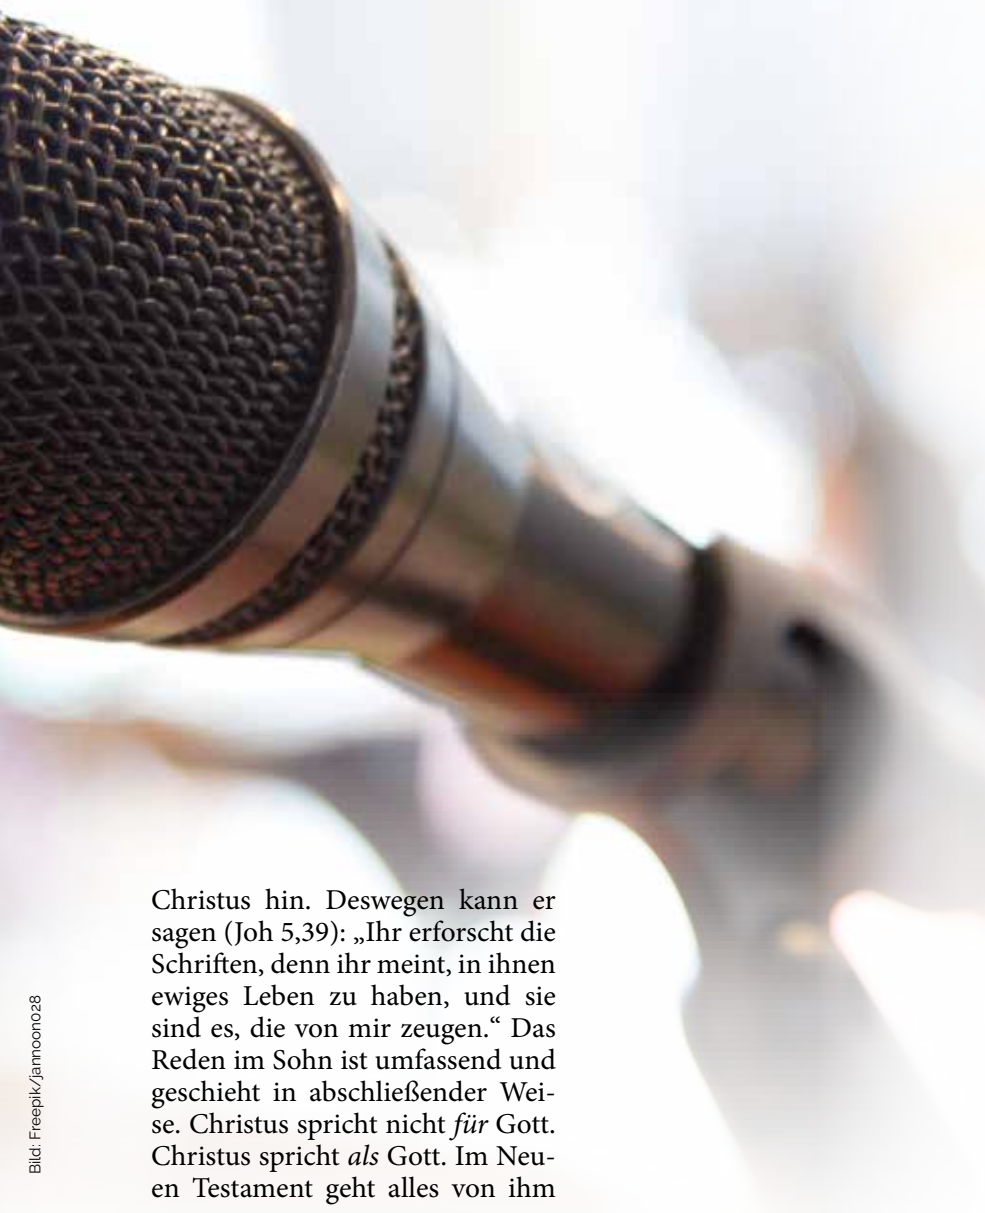 Christus hin. Deswegen kann er
sagen (Joh 5,39): „Ihr erforscht die
Schriften, denn ihr meint, in ihnen
ewiges Leben zu haben, und sie
sind es, die von mir zeugen.“ Das
Reden im Sohn ist umfassend und
geschieht in abschließender Wei-
se. Christus spricht nicht für Gott.
Christus spricht als Gott. Im Neu-
en Testament geht alles von ihm
Bild: Freepik/jannoon028